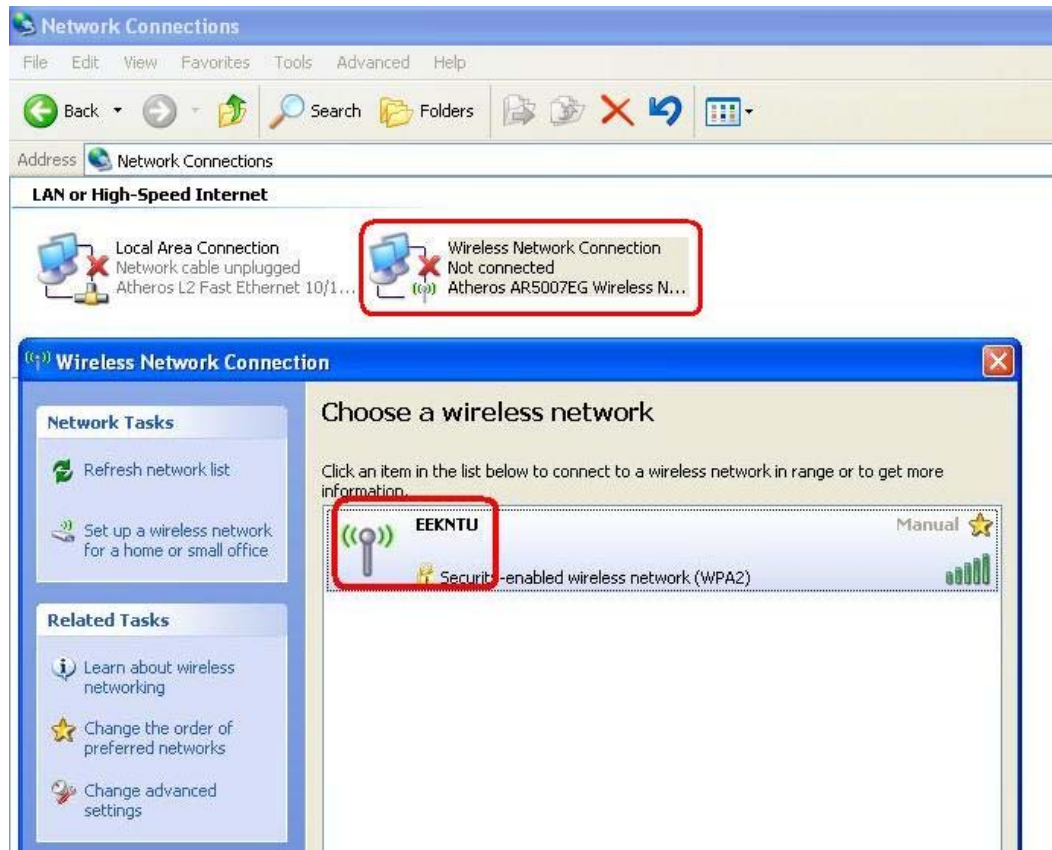 Network Connections
File Edit View Favorites Tools Advanced Help
Back Search Folders
Address Network Connections
LAN or High-Speed Internet
Local Area Connection
Network cable unplugged
Atheros L2 Fast Ethernet 10/1...
Wireless Network Connection
Not connected
Atheros AR5007EG Wireless N...
Wireless Network Connection
Network Tasks
Refresh network list
Set up a wireless network
for a home or small office
Related Tasks
Learn about wireless
networking
Change the order of
preferred networks
Change advanced
settings
Choose a wireless network
Click an item in the list below to connect to a wireless network in range or to get more
information.
EEKNTU Manual
Security-enabled wireless network (WPA2)